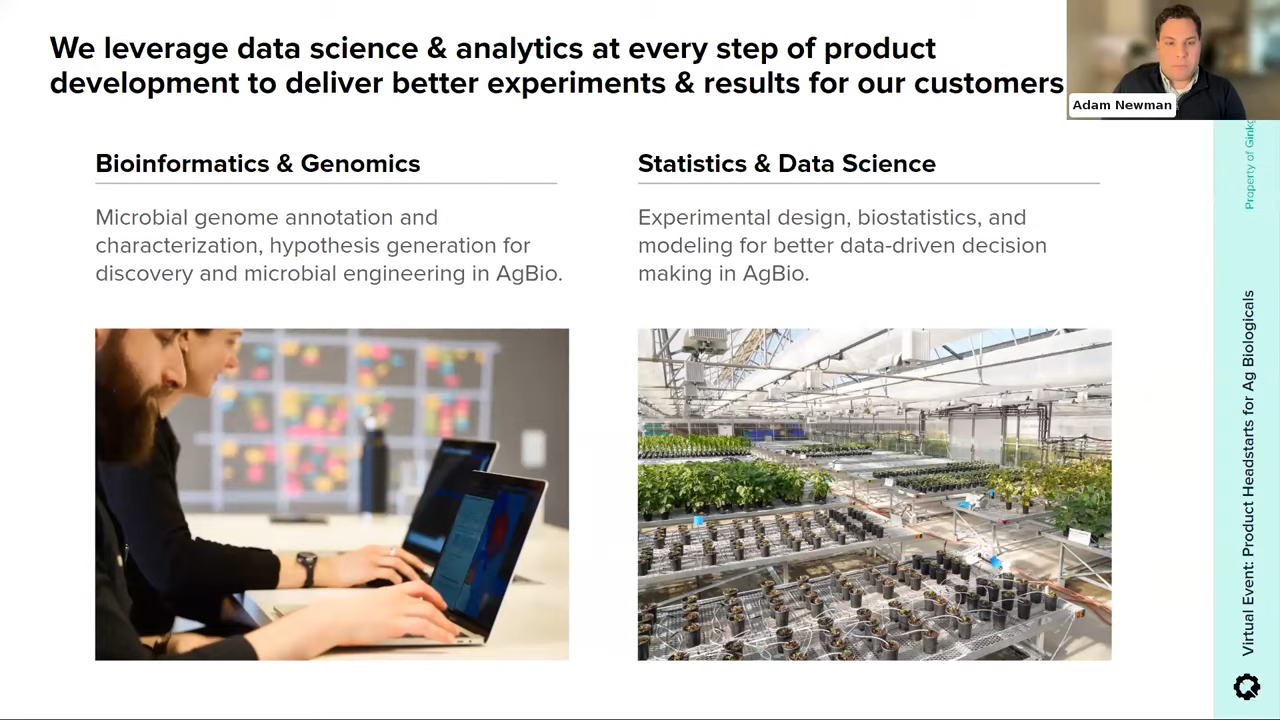 We leverage data science & analytics at every step of product
development to deliver better experiments & results for our customers
Adam Newman
Bioinformatics & Genomics
Microbial genome annotation and
characterization, hypothesis generation for
discovery and microbial engineering in AgBio.
Statistics & Data Science
Experimental design, biostatistics, and
modeling for better data-driven decision
making in AgBio.
Property of
Virtual Event: Product Headstarts for Ag Biologicals